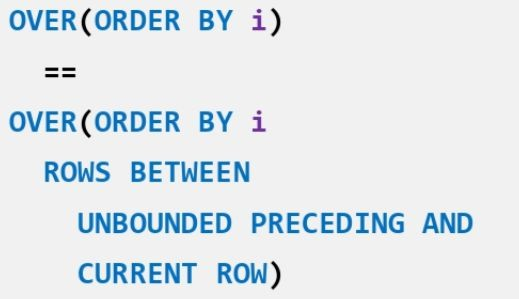 OVER(ORDER BY i)
==
OVER(ORDER BY i
ROWS BETWEEN
UNBOUNDED PRECEDING AND
CURRENT ROW)